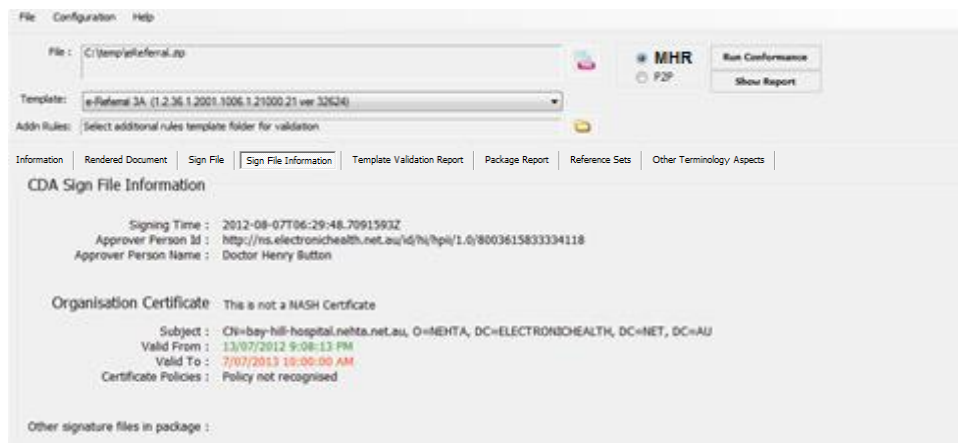 File Configuration Help
File : C:\temp\eReferral.zip
MHR
P2P
Run Conformance
Show Report
Template: e-Referral 3A (1.2.36.1.2001.1006.1.21000.21 ver 32624)
Addn Rules: Select additional rules template folder for validation
Information Rendered Document Sign File Sign File Information Template Validation Report Package Report Reference Sets Other Terminology Aspects
CDA Sign File Information
Signing Time : 2012-08-07T06:29:48.7091593Z
Approver Person Id : http://ns.electronichealth.net.au/id/hi/hpii/1.0/8003615833334118
Approver Person Name : Doctor Henry Button
Organisation Certificate This is not a NASH Certificate
Subject : CN=bay-hill-hospital.nehta.net.au, O=NEHTA, DC=ELECTRONICHEALTH, DC=NET, DC=AU
Valid From : 13/07/2012 9:08:13 PM
Valid To : 7/07/2013 10:00:00 AM
Certificate Policies : Policy not recognised
Other signature files in package :